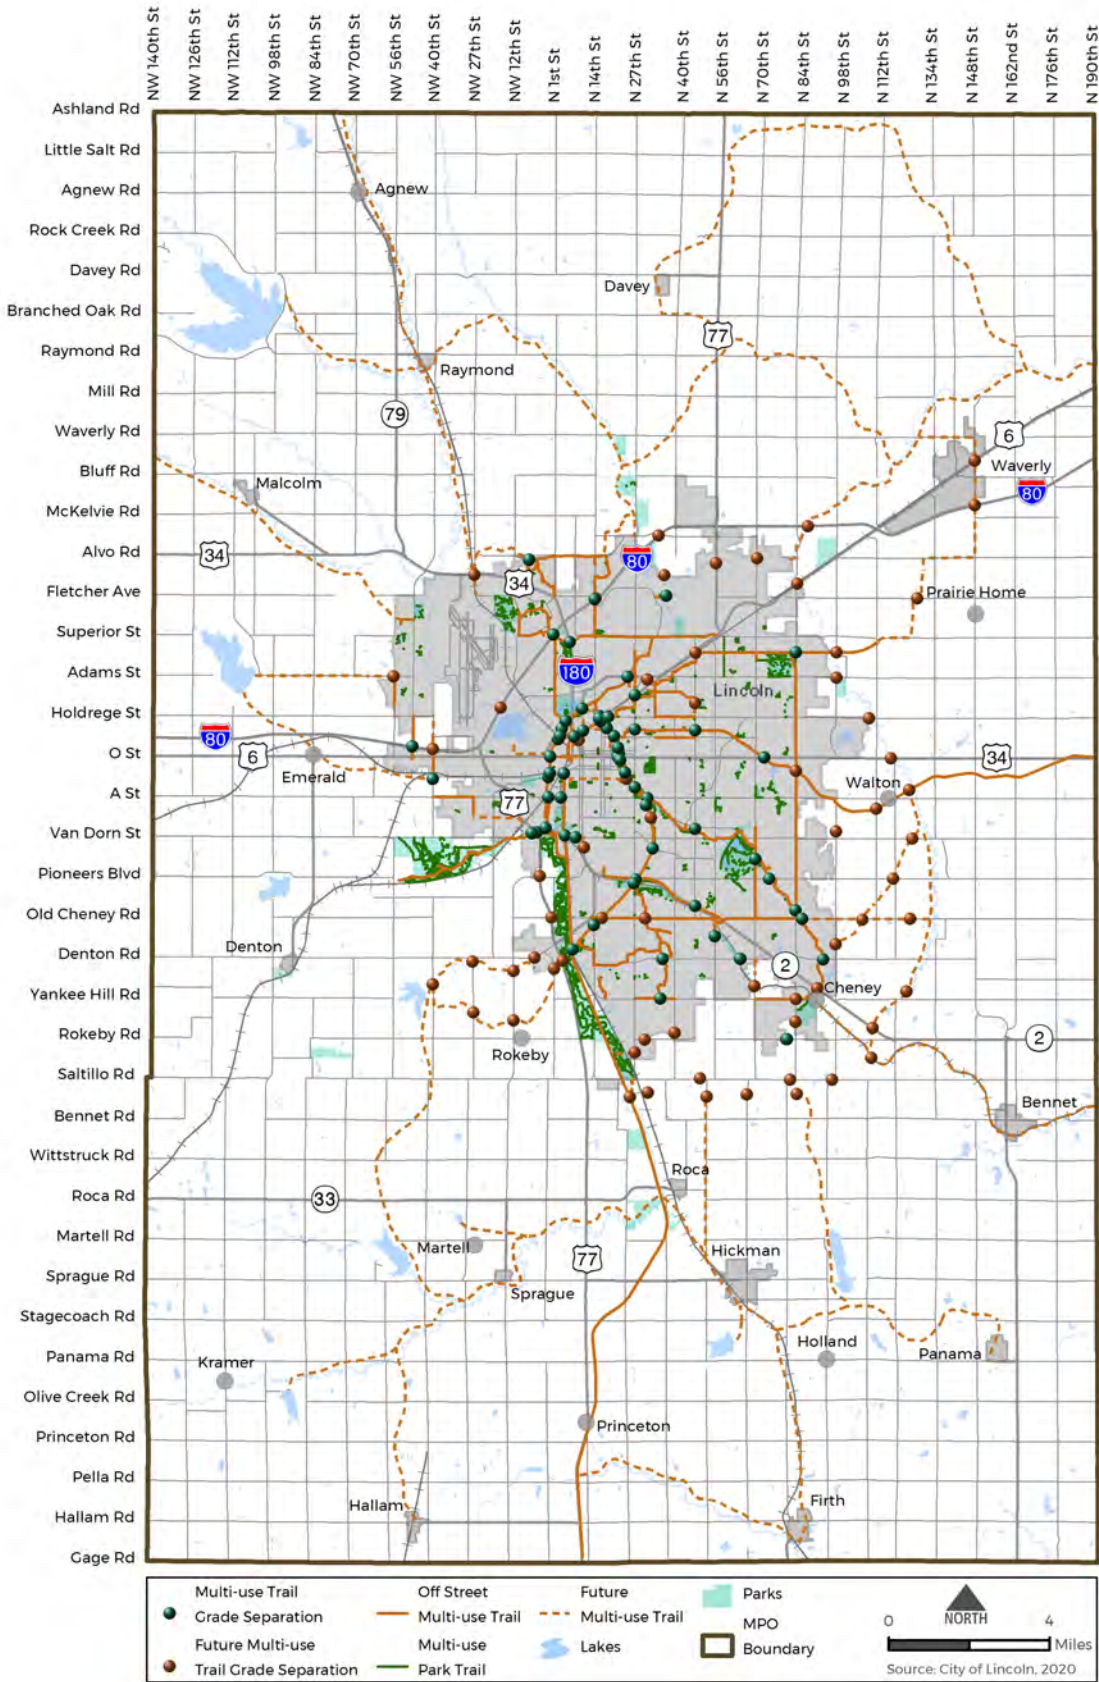 NW 140th St
NW 126th St
NW 112th St
NW 98th St
NW 84th St
NW 70th St
NW 56th St
NW 40th St
NW 27th St
NW 12th St
N 1st St
N 14th St
N 27th St
N 40th St
N 56th St
N 70th St
N 84th St
N 98th St
N 112th St
N 134th St
N 148th St
N 162nd St
N 176th St
N 190th St
Ashland Rd
Little Salt Rd
Agnew Rd
Rock Creek Rd
Davey Rd
Branched Oak Rd
Raymond Rd
Mill Rd
Waverly Rd
Bluff Rd
McKelvie Rd
Alvo Rd
Fletcher Ave
Superior St
Adams St
Holdrege St
O St
A St
Van Dorn St
Pioneers Blvd
Old Cheney Rd
Denton Rd
Yankee Hill Rd
Rokeby Rd
Saltillo Rd
Bennet Rd
Wittstruck Rd
Roca Rd
Martell Rd
Sprague Rd
Stagecoach Rd
Panama Rd
Olive Creek Rd
Princeton Rd
Pella Rd
Hallam Rd
Gage Rd
Agnew
Davey
77
Raymond
79
6
Waverly
80
Malcolm
34
80
34
Prairie Home
180
Lincoln
80
6
Emerald
34
Walton
77
Denton
2
Cheney
Rokeby
2
Bennet
Roca
33
Martell
77
Hickman
Sprague
Holland
Panama
Kramer
Princeton
Hallam
Firth
Multi-use Trail
Grade Separation
Future Multi-use
Trail Grade Separation
Off Street
Multi-use Trail
Multi-use
Park Trail
Future
Multi-use Trail
Lakes
Parks
MPO
Boundary
NORTH
0 4
Miles
Source: City of Lincoln, 2020